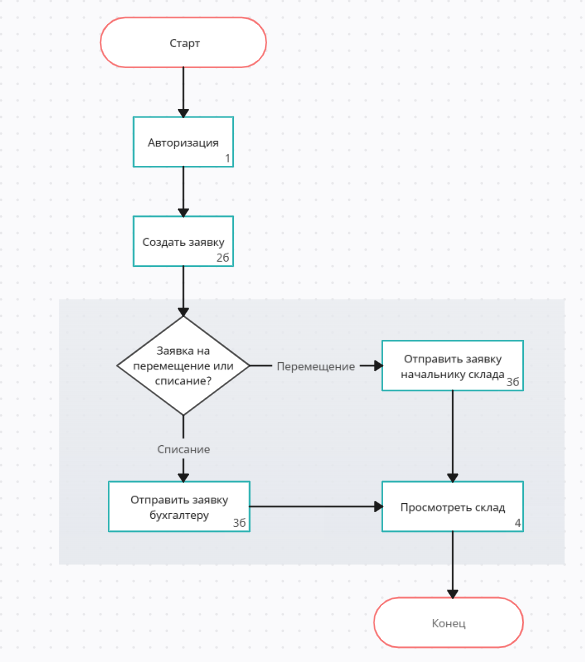 Старт
Авторизация
1
Создать заявку
2б
Заявка на
перемещение или
списание?
Перемещение
Отправить заявку
начальнику склада
3б
Списание
Отправить заявку
бухгалтеру
3б
Просмотреть склад
4
Конец